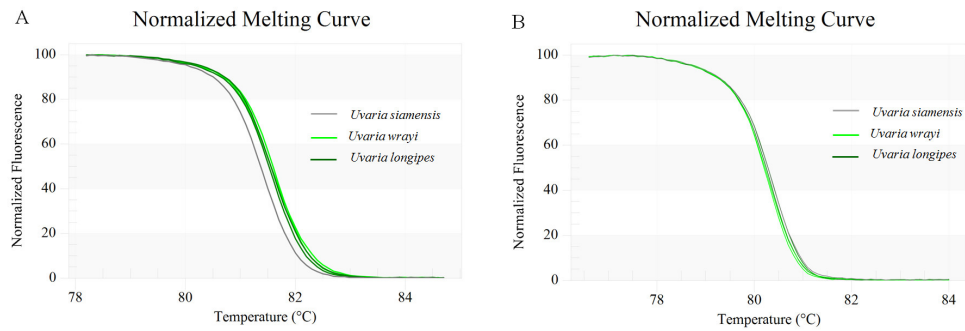 A
Normalized Melting Curve
100
80
60
40
20
0
Normalized Fluorescence
Uvaria siamensis
Uvaria wrayi
Uvaria longipes
78
80
82
84
Temperature (°C)
B
Normalized Melting Curve
100
80
60
40
20
0
Normalized Fluorescence
Uvaria siamensis
Uvaria wrayi
Uvaria longipes
78
80
82
84
Temperature (°C)